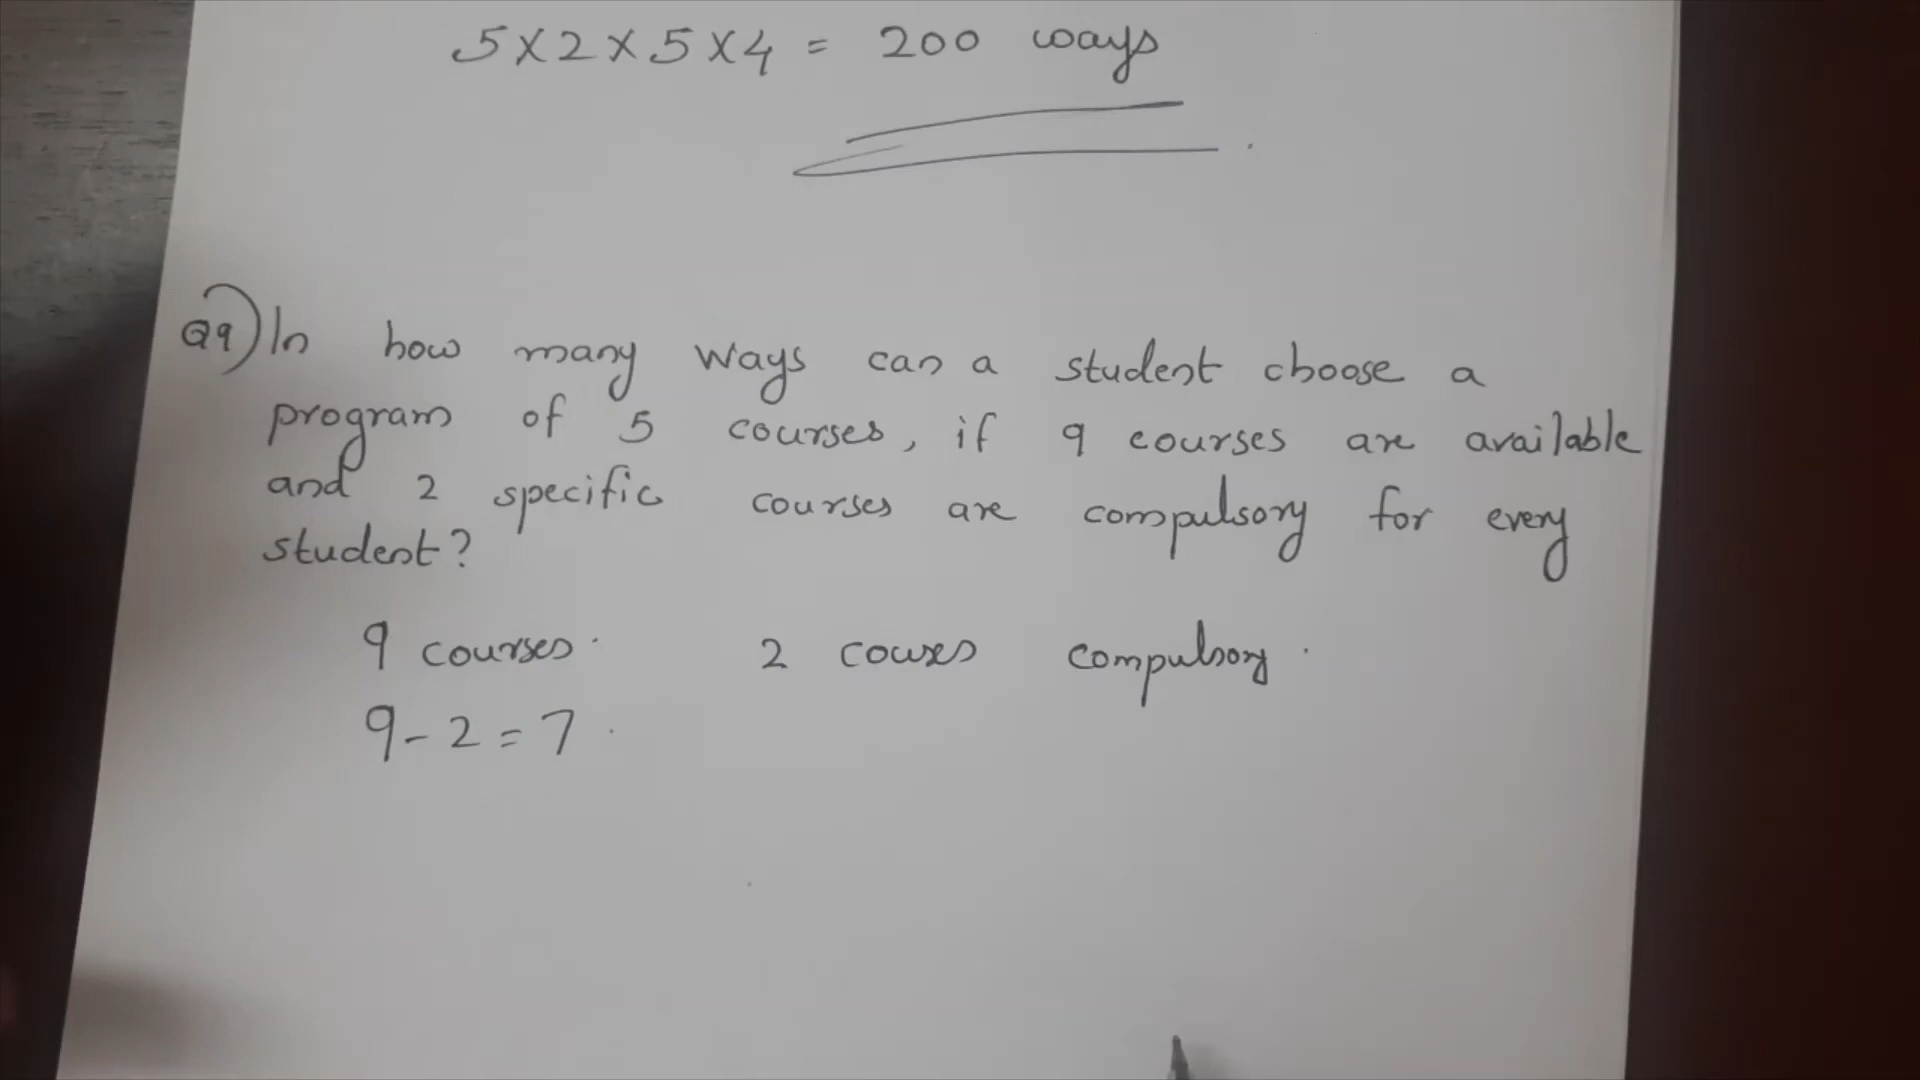 5 x 2 x 5 x 4 = 200 ways
Q9) In how many ways can a student choose a
program of 5 courses, if 9 courses are available
and 2 specific courses are compulsory for every
student?
9 courses. 2 couses compulsory.
9 - 2 = 7.